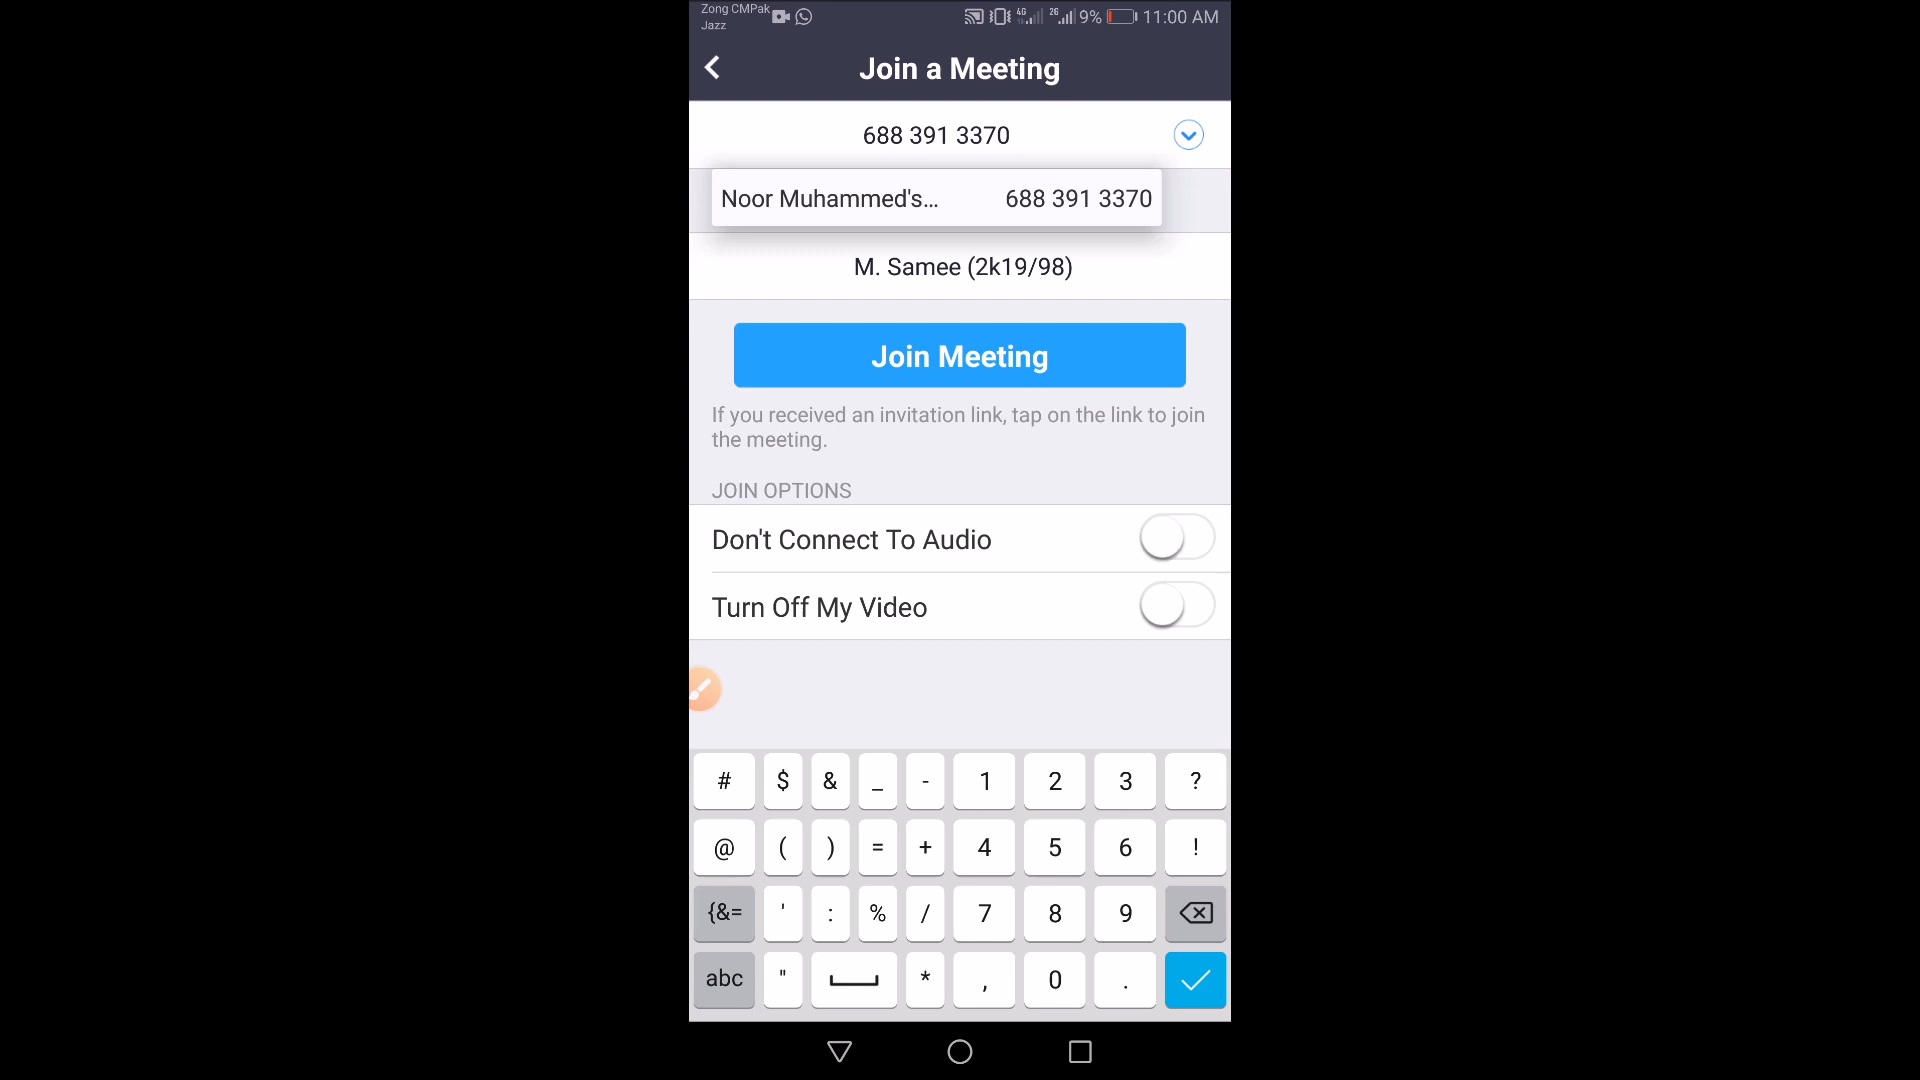 Zong CMPak
Jazz
4G 2G 9% 11:00 AM
Join a Meeting
688 391 3370
Noor Muhammed's... 688 391 3370
M. Samee (2k19/98)
Join Meeting
If you received an invitation link, tap on the link to join
the meeting.
JOIN OPTIONS
Don't Connect To Audio
Turn Off My Video
# $ & _ - 1 2 3 ?
@ ( ) = + 4 5 6 !
{&= ' : % / 7 8 9
abc " * , 0 .